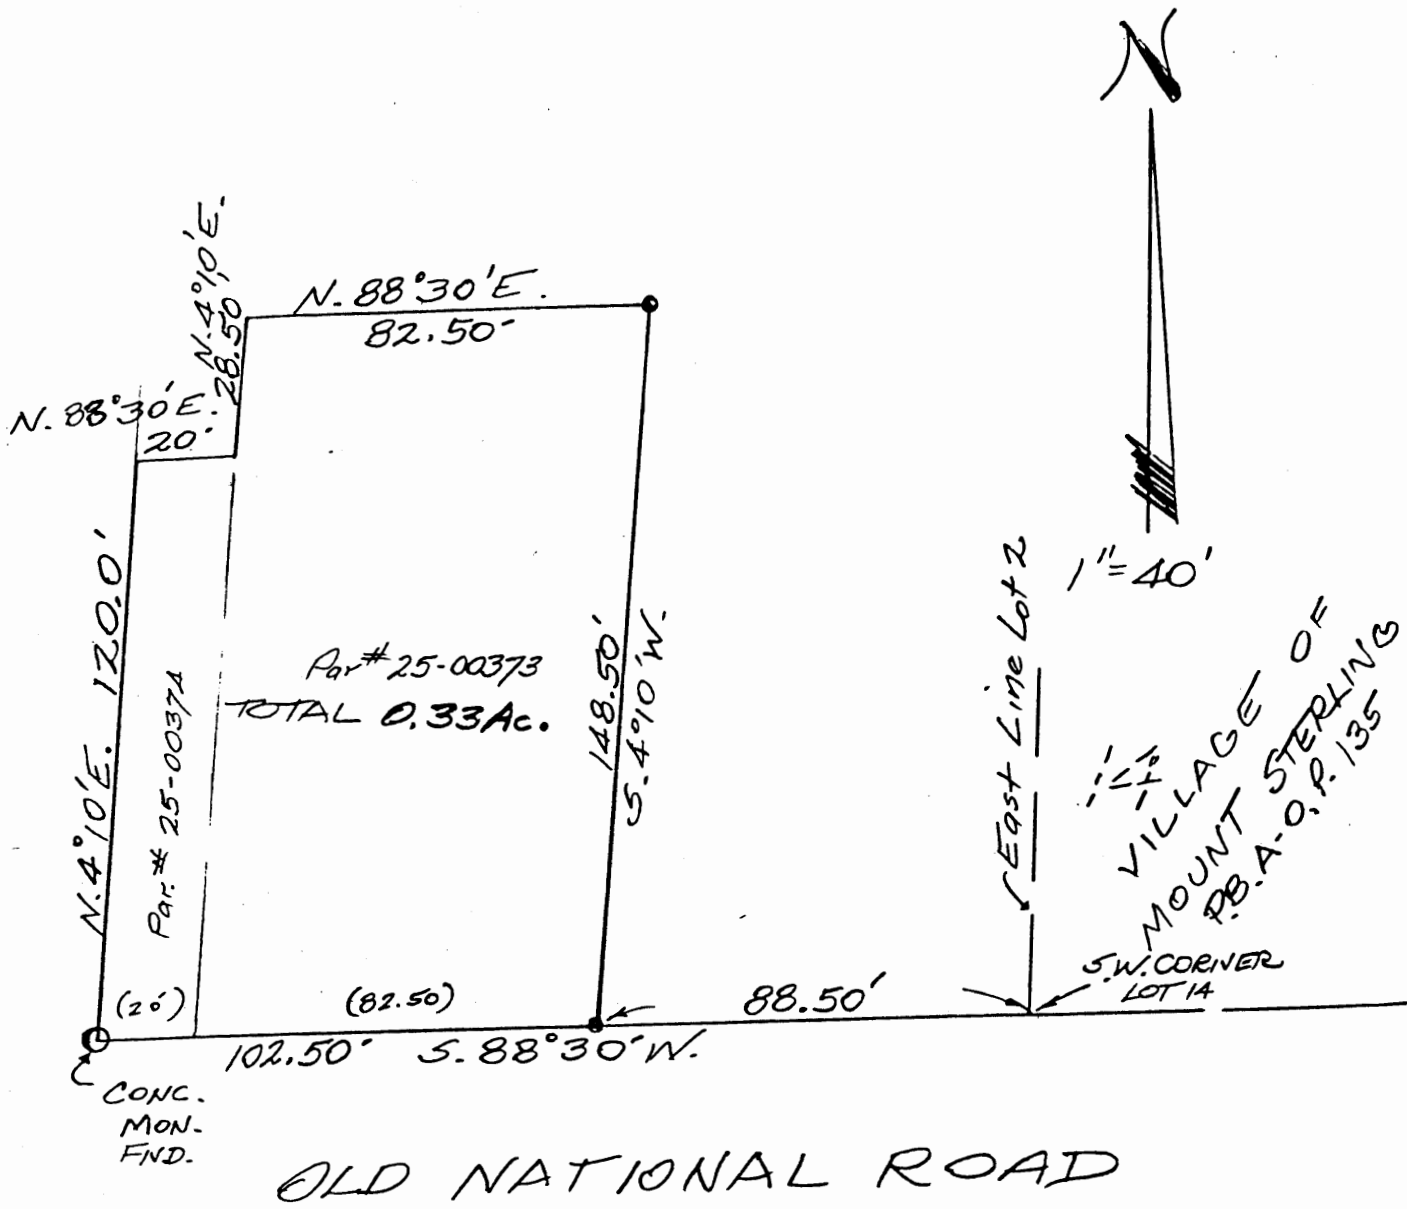 N
N. 4°10'E.
28.50'
N. 88°30'E.
82.50'
N. 88°30'E.
20'
N. 4°10'E. 120.0'
Par.# 25-00374
Par# 25-00373
TOTAL 0.33Ac.
148.50'
S. 4°10'W.
East Line Lot 2
1"=40'
14
VILLAGE OF
MOUNT STERLING
P.B. A-O, P. 135
S.W. CORNER
LOT 14
(20')
(82.50)
88.50'
102.50' S. 88°30'W.
CONC.
MON.
FND.
OLD NATIONAL ROAD